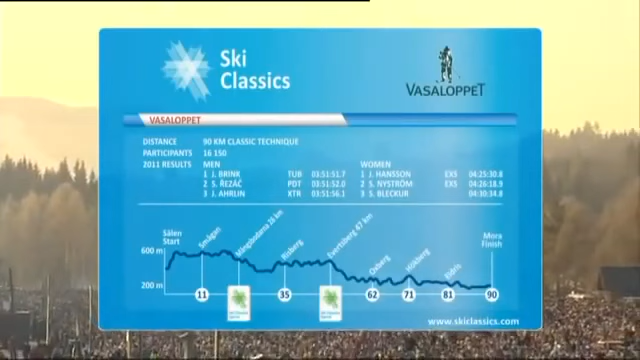 Ski
Classics
VASALOPPET
VASALOPPET
DISTANCE 90 KM CLASSIC TECHNIQUE
PARTICIPANTS 16 150
2011 RESULTS MEN WOMEN
1 J. BRINK TUB 03:51:51.7 1 J. HANSSON EXS 04:25:30.8
2 S. ŘEZÁČ PDT 03:51:52.0 2 S. NYSTRÖM EXS 04:26:18.9
3 J. AHRLIN XTR 03:51:56.1 3 S. BLECKUR 04:30:34.8
Sälen
Start
Smågan
Mångsbodarna 26 km
Risberg
Evertsberg 47 km
Oxberg
Hökberg
Eldris
Mora
Finish
600 m
200 m
11 35 62 71 81 90
www.skiclassics.com